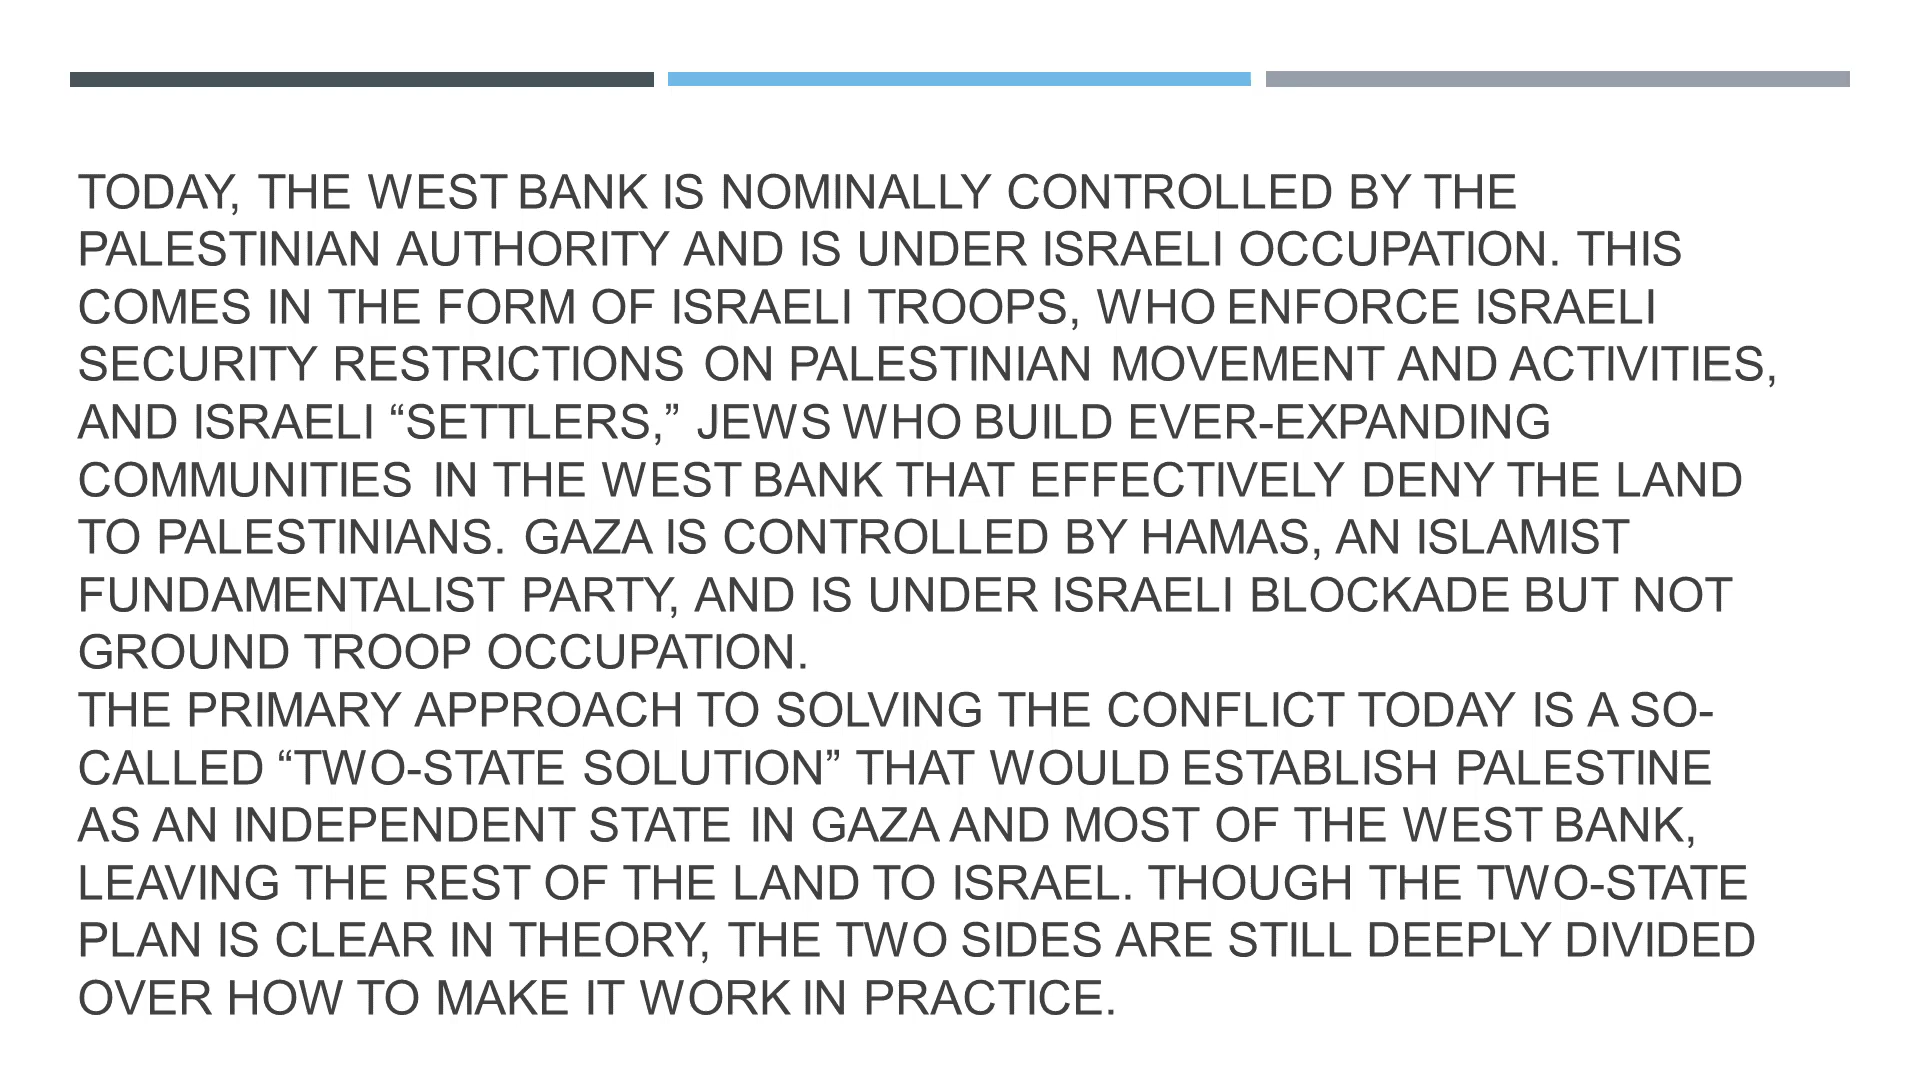 TODAY, THE WEST BANK IS NOMINALLY CONTROLLED BY THE
PALESTINIAN AUTHORITY AND IS UNDER ISRAELI OCCUPATION. THIS
COMES IN THE FORM OF ISRAELI TROOPS, WHO ENFORCE ISRAELI
SECURITY RESTRICTIONS ON PALESTINIAN MOVEMENT AND ACTIVITIES,
AND ISRAELI “SETTLERS,” JEWS WHO BUILD EVER-EXPANDING
COMMUNITIES IN THE WEST BANK THAT EFFECTIVELY DENY THE LAND
TO PALESTINIANS. GAZA IS CONTROLLED BY HAMAS, AN ISLAMIST
FUNDAMENTALIST PARTY, AND IS UNDER ISRAELI BLOCKADE BUT NOT
GROUND TROOP OCCUPATION.
THE PRIMARY APPROACH TO SOLVING THE CONFLICT TODAY IS A SO-
CALLED “TWO-STATE SOLUTION” THAT WOULD ESTABLISH PALESTINE
AS AN INDEPENDENT STATE IN GAZA AND MOST OF THE WEST BANK,
LEAVING THE REST OF THE LAND TO ISRAEL. THOUGH THE TWO-STATE
PLAN IS CLEAR IN THEORY, THE TWO SIDES ARE STILL DEEPLY DIVIDED
OVER HOW TO MAKE IT WORK IN PRACTICE.